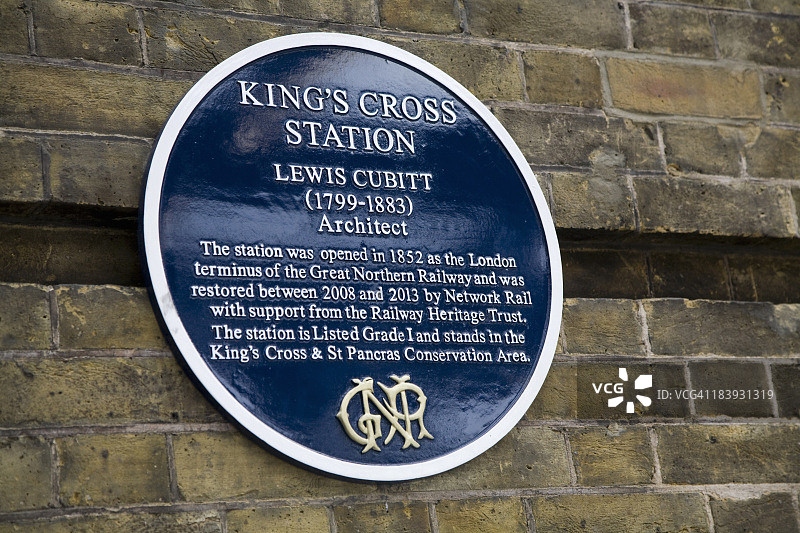 KING'S CROSS
STATION
LEWIS CUBITT
(1799-1883)
Architect
The station was opened in 1852 as the London
terminus of the Great Northern Railway and was
restored between 2008 and 2013 by Network Rail
with support from the Railway Heritage Trust.
The station is Listed Grade I and stands in the
King's Cross & St Pancras Conservation Area.
GNR
VCG
ID:VCG41183931319